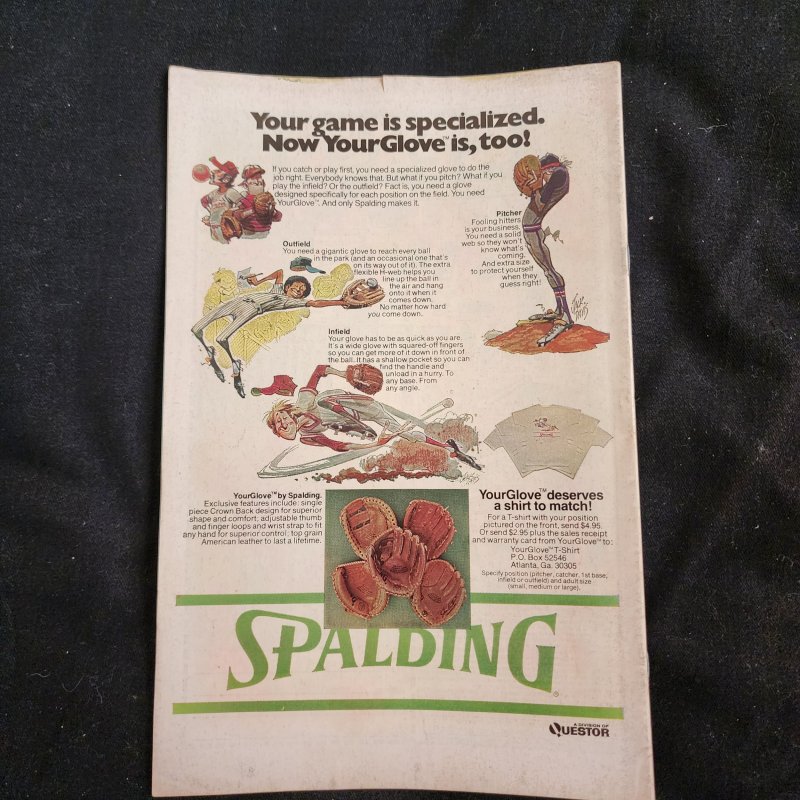 Your game is specialized.
Now YourGlove™ is, too!
If you catch or play first, you need a specialized glove to do the
job right. Everybody knows that. But what if you pitch? What if you
play the infield? Or the outfield? Fact is, you need a glove
designed specifically for each position on the field. You need
YourGlove™. And only Spalding makes it.
Pitcher
Fooling hitters
is your business.
You need a solid
web so they won't
know what's
coming.
And extra size
to protect yourself
when they
guess right!
Outfield
You need a gigantic glove to reach every ball
in the park (and an occasional one that's
on its way out of it). The extra
flexible H-web helps you
line up the ball in
the air and hang
onto it when it
comes down.
No matter how hard
you come down.
Infield
Your glove has to be as quick as you are.
It's a wide glove with squared-off fingers
so you can get more of it down in front of
the ball. It has a shallow pocket so you can
find the handle and
unload in a hurry. To
any base. From
any angle.
YourGlove™ by Spalding.
Exclusive features include: single
piece Crown Back design for superior
shape and comfort; adjustable thumb
and finger loops and wrist strap to fit
any hand for superior control; top grain
American leather to last a lifetime.
YourGlove™ deserves
a shirt to match!
For a T-shirt with your position
pictured on the front, send $4.95.
Or send $2.95 plus the sales receipt
and warranty card from YourGlove™ to:
YourGlove™ T-Shirt
P.O. Box 52546
Atlanta, Ga. 30305
Specify position (pitcher, catcher, 1st base,
infield or outfield) and adult size
(small, medium or large).
SPALDING®
A DIVISION OF
QUESTOR